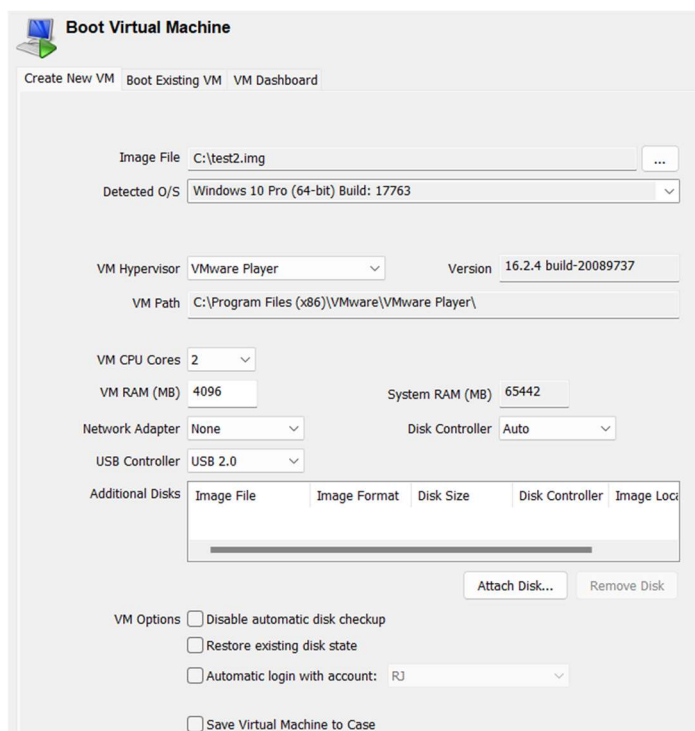 Boot Virtual Machine
Create New VM Boot Existing VM VM Dashboard
Image File C:\test2.img ...
Detected O/S Windows 10 Pro (64-bit) Build: 17763
VM Hypervisor VMware Player Version 16.2.4 build-20089737
VM Path C:\Program Files (x86)\VMware\VMware Player\
VM CPU Cores 2
VM RAM (MB) 4096 System RAM (MB) 65442
Network Adapter None Disk Controller Auto
USB Controller USB 2.0
Additional Disks Image File Image Format Disk Size Disk Controller Image Loca
Attach Disk... Remove Disk
VM Options Disable automatic disk checkup
Restore existing disk state
Automatic login with account: RJ
Save Virtual Machine to Case